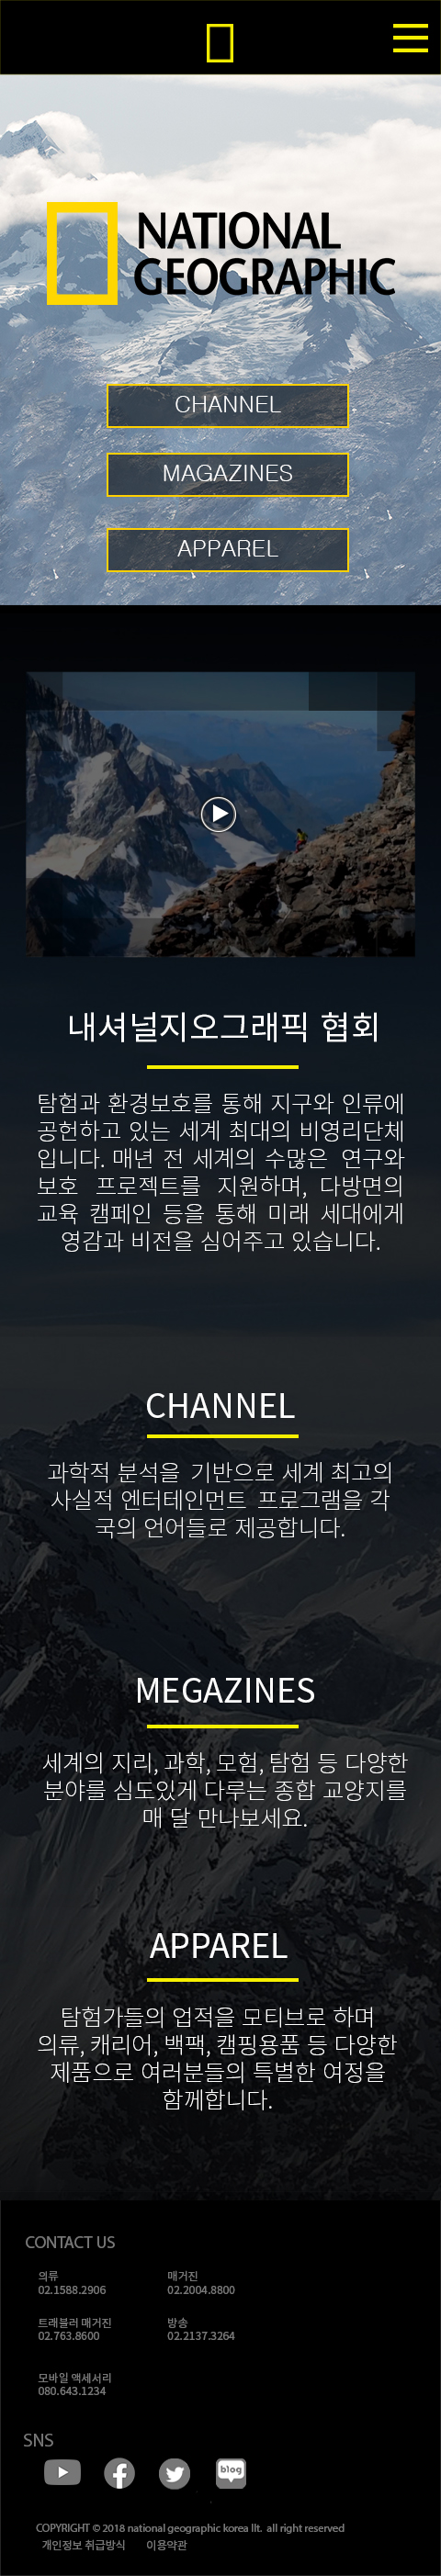 NATIONAL
GEOGRAPHIC
CHANNEL
MAGAZINES
APPAREL
내셔널지오그래픽 협회
탐험과 환경보호를 통해 지구와 인류에
공헌하고 있는 세계 최대의 비영리단체
입니다. 매년 전 세계의 수많은 연구와
보호 프로젝트를 지원하며, 다방면의
교육 캠페인 등을 통해 미래 세대에게
영감과 비전을 심어주고 있습니다.
CHANNEL
과학적 분석을 기반으로 세계 최고의
사실적 엔터테인먼트 프로그램을 각
국의 언어들로 제공합니다.
MEGAZINES
세계의 지리, 과학, 모험, 탐험 등 다양한
분야를 심도있게 다루는 종합 교양지를
매 달 만나보세요.
APPAREL
탐험가들의 업적을 모티브로 하며
의류, 캐리어, 백팩, 캠핑용품 등 다양한
제품으로 여러분들의 특별한 여정을
함께합니다.
CONTACT US
의류 매거진
02.1588.2906 02.2004.8800
트래블러 매거진 방송
02.763.8600 02.2137.3264
모바일 액세서리
080.643.1234
SNS
blog
COPYRIGHT © 2018 national geographic korea llt. all right reserved
개인정보 취급방식 이용약관